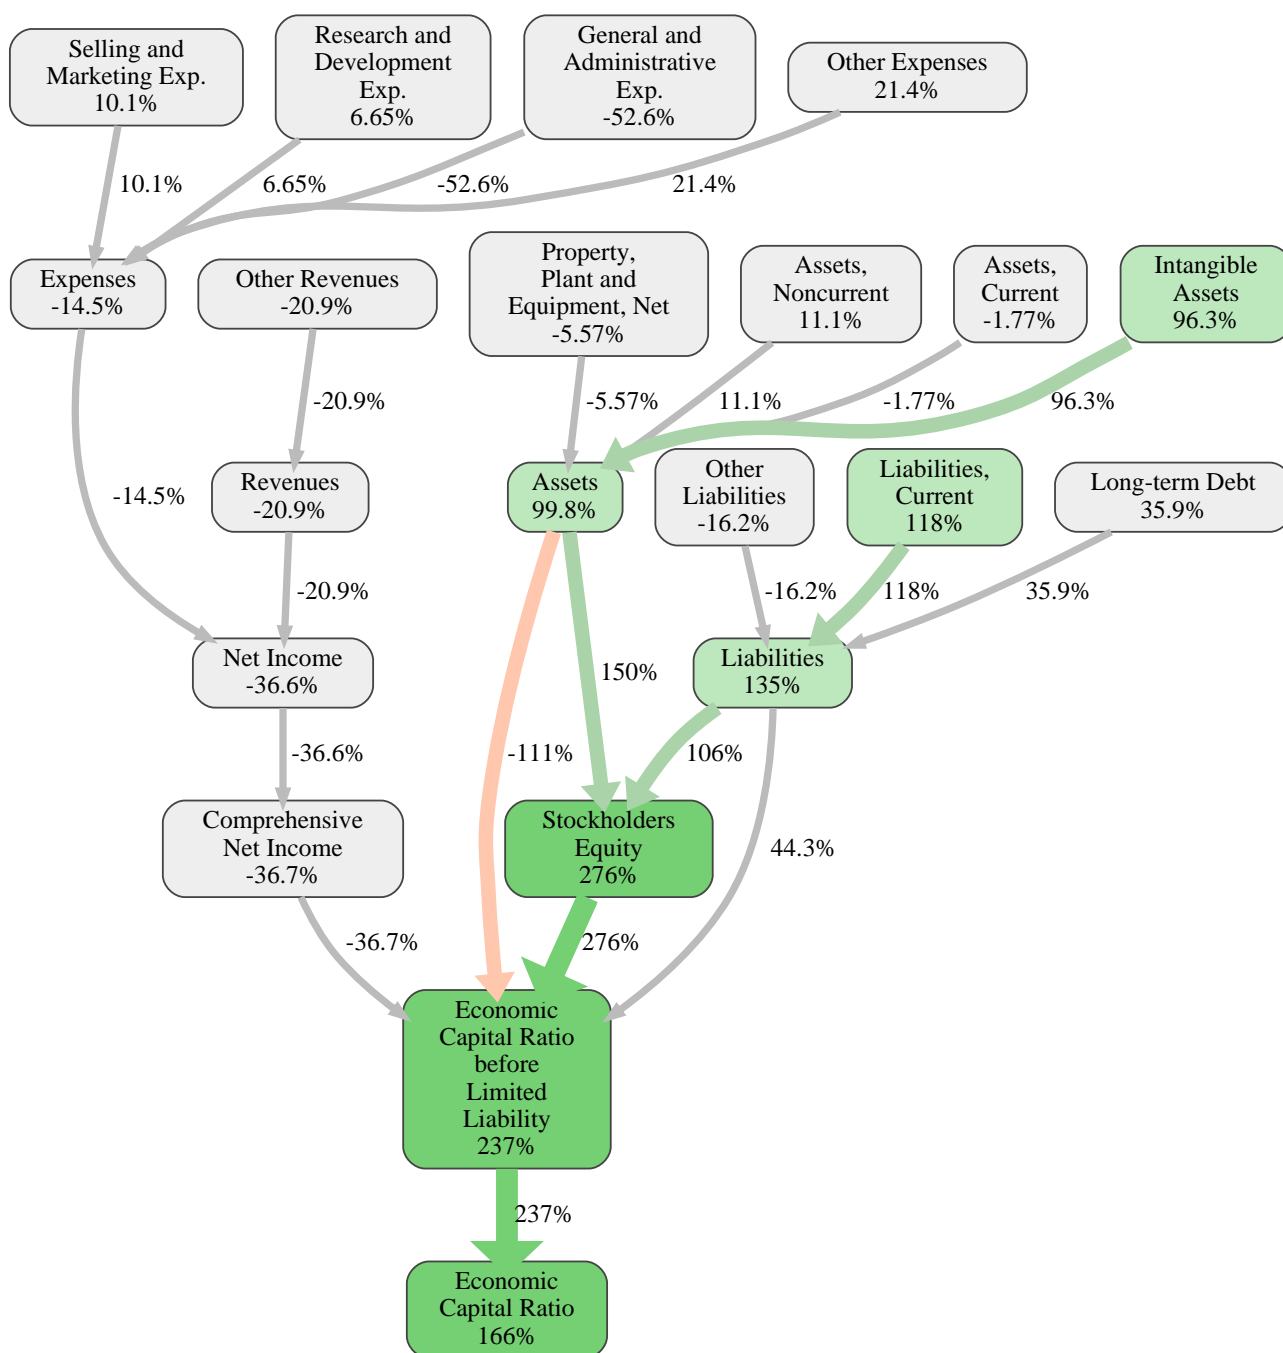 Selling and
Marketing Exp.
10.1%
Research and
Development
Exp.
6.65%
General and
Administrative
Exp.
-52.6%
Other Expenses
21.4%
10.1%
6.65%
-52.6%
21.4%
Expenses
-14.5%
Other Revenues
-20.9%
Property,
Plant and
Equipment, Net
-5.57%
Assets,
Noncurrent
11.1%
Assets,
Current
-1.77%
Intangible
Assets
96.3%
-20.9%
-5.57%
11.1%
-1.77%
96.3%
-14.5%
Revenues
-20.9%
Assets
99.8%
Other
Liabilities
-16.2%
Liabilities,
Current
118%
Long-term Debt
35.9%
-20.9%
-16.2%
118%
35.9%
Net Income
-36.6%
150%
Liabilities
135%
-36.6%
-111%
106%
Comprehensive
Net Income
-36.7%
Stockholders
Equity
276%
44.3%
-36.7%
276%
Economic
Capital Ratio
before
Limited
Liability
237%
237%
Economic
Capital Ratio
166%